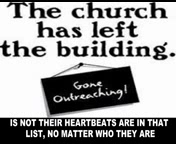 The church
has left
the building.
Gone
Outreaching!
IS NOT THEIR HEARTBEATS ARE IN THAT
LIST, NO MATTER WHO THEY ARE